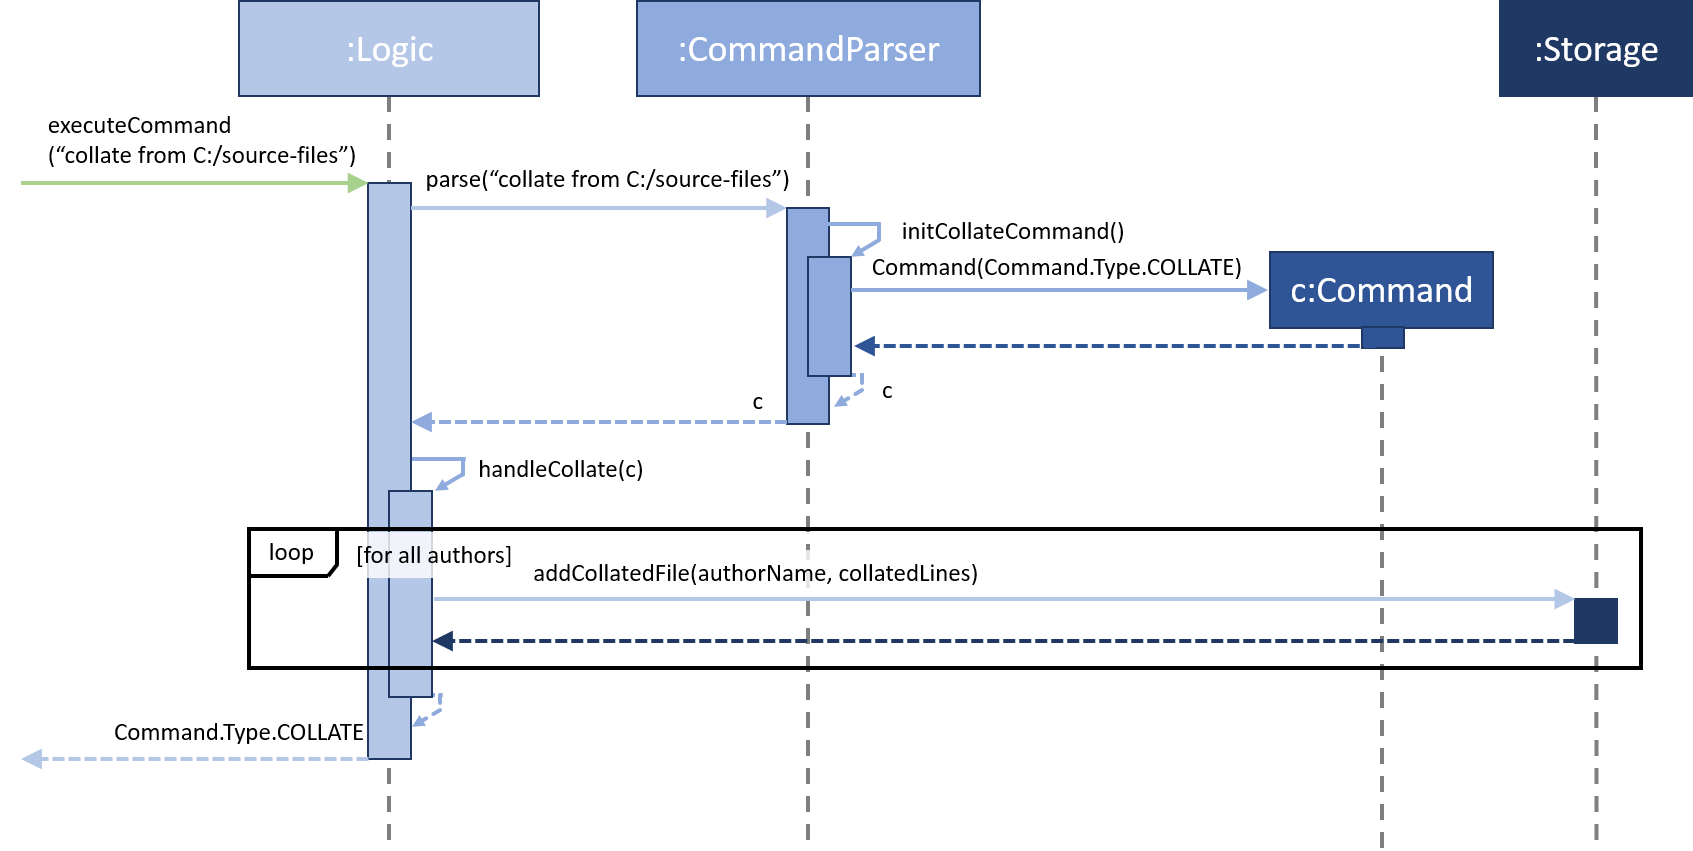 :Logic
:CommandParser
:Storage
executeCommand
(“collate from C:/source-files”)
parse(“collate from C:/source-files”)
initCollateCommand()
Command(Command.Type.COLLATE)
c:Command
c
c
handleCollate(c)
loop
[for all authors]
addCollatedFile(authorName, collatedLines)
Command.Type.COLLATE